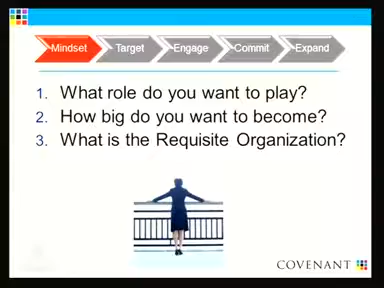 Mindset
Target
Engage
Commit
Expand
1. What role do you want to play?
2. How big do you want to become?
3. What is the Requisite Organization?
COVENANT